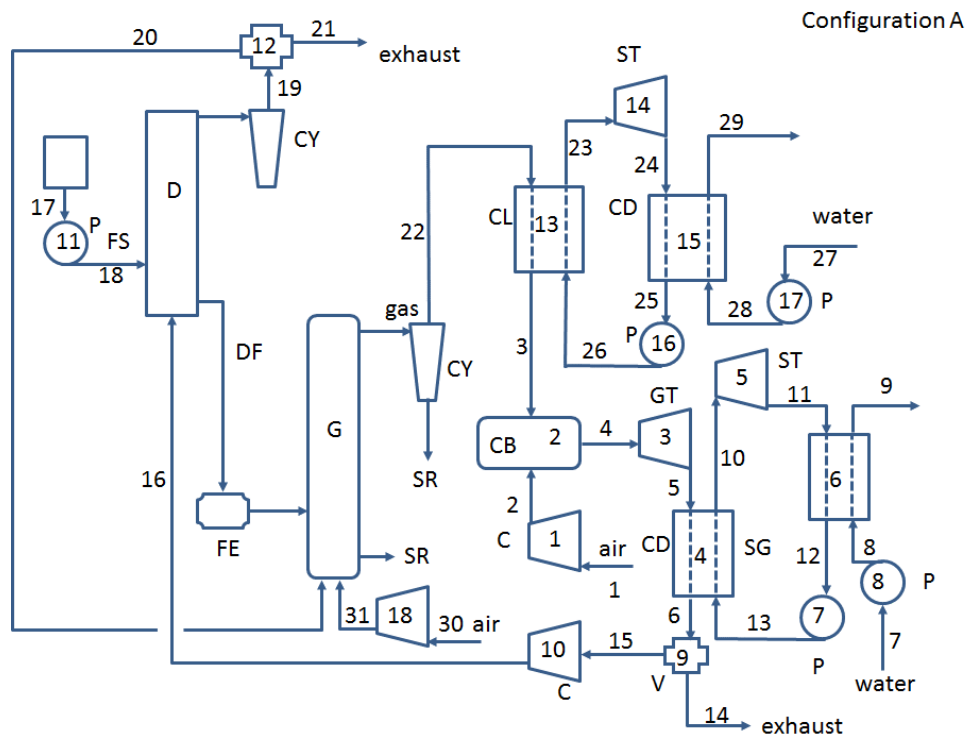 Configuration A
20
12
21
exhaust
ST
19
14
CY
23
29
24
D
17
P
11
FS
18
22
CL
13
CD
15
water
27
gas
25
28
17
P
DF
3
P
16
26
CY
ST
5
11
9
GT
G
CB
2
4
3
10
6
16
SR
2
5
FE
C
1
air
CD
4
SG
12
8
8
P
SR
1
31
18
30 air
6
13
7
7
10
15
9
P
C
V
water
14
exhaust